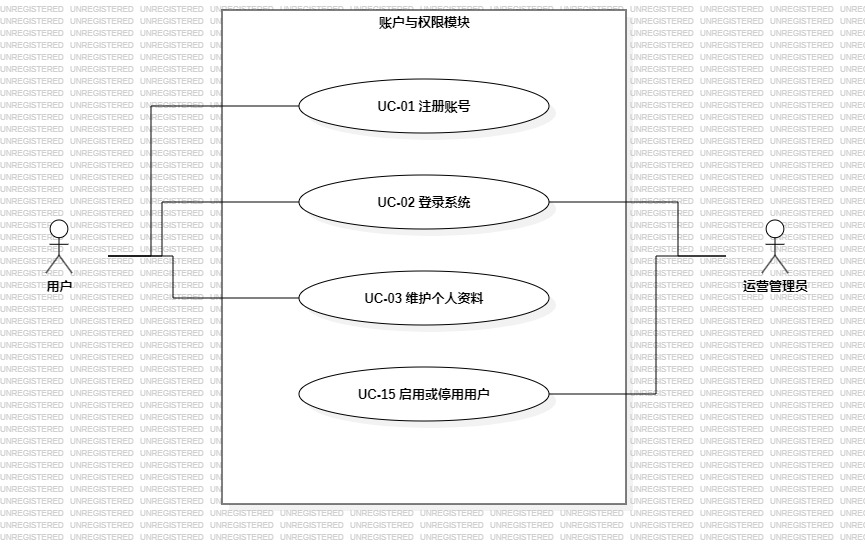 账户与权限模块
UC-01 注册账号
UC-02 登录系统
UC-03 维护个人资料
UC-15 启用或停用用户
用户
运营管理员
UNREGISTERED